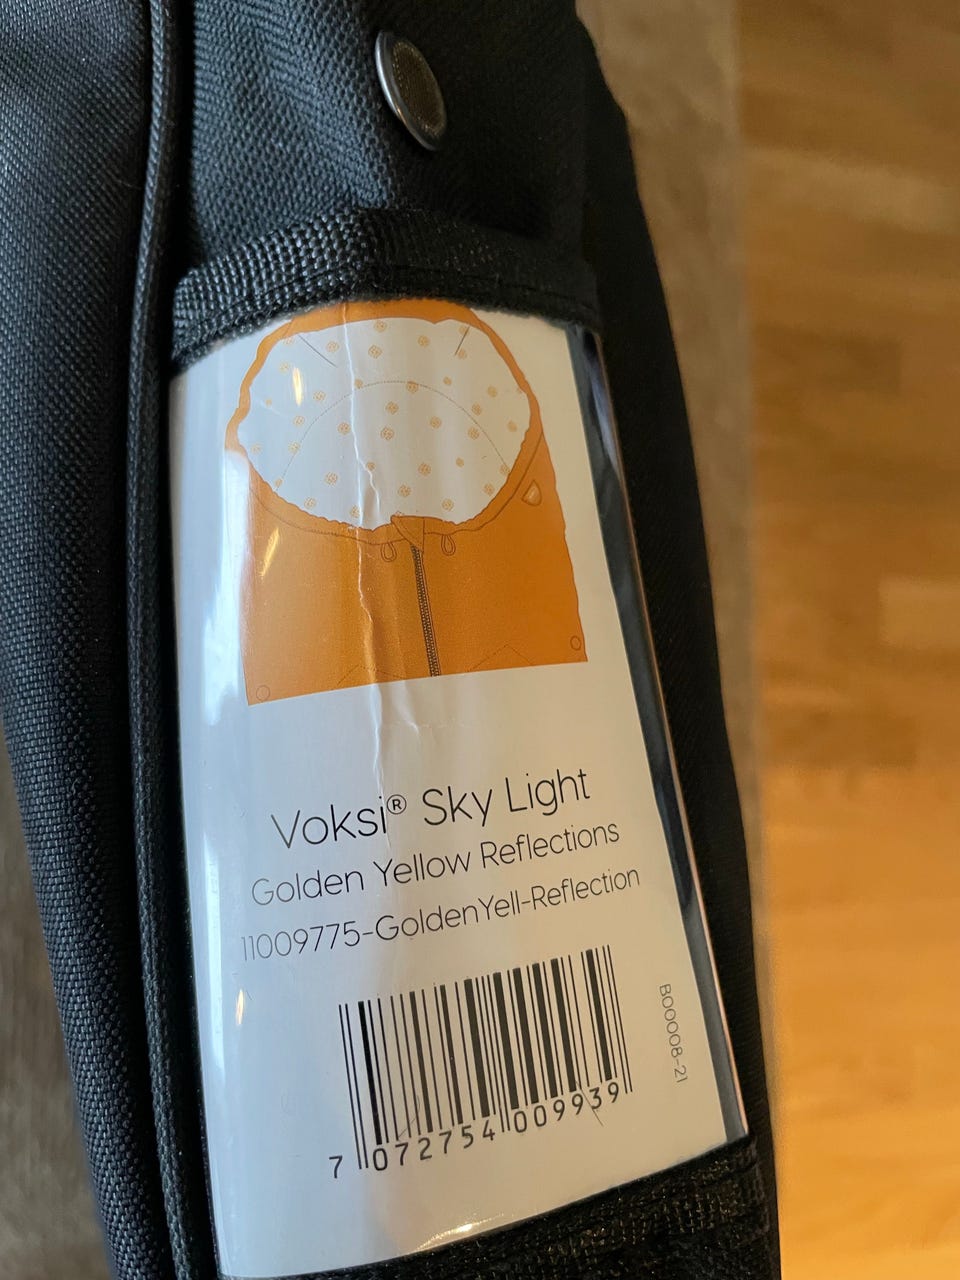 Voksi® Sky Light
Golden Yellow Reflections
11009775-GoldenYell-Reflection
B00008-21
7 072754 009939